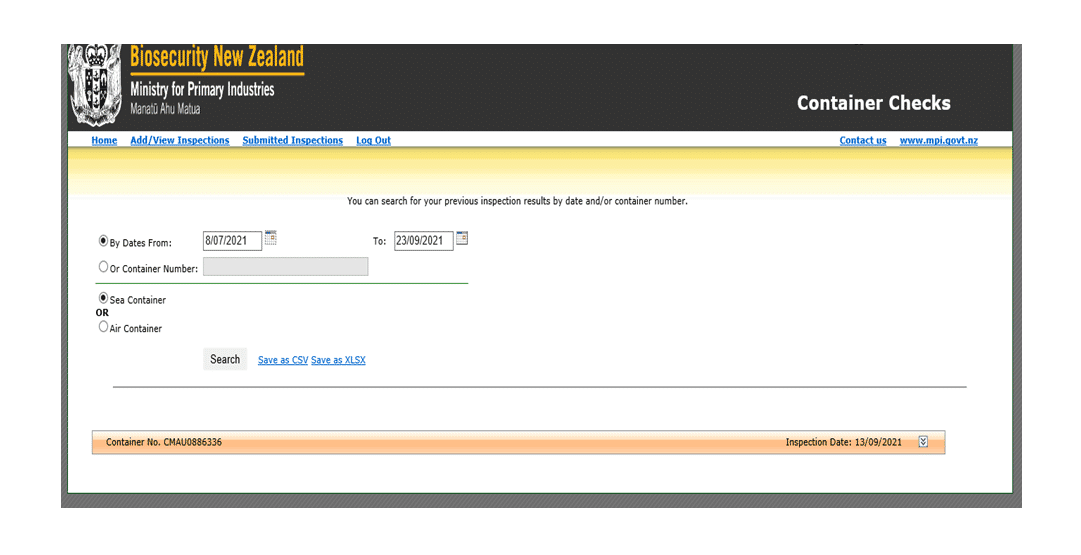 Biosecurity New Zealand
Ministry for Primary Industries
Manatū Ahu Matua
Container Checks
Home Add/View Inspections Submitted Inspections Log Out Contact us www.mpi.govt.nz
You can search for your previous inspection results by date and/or container number.
By Dates From: 8/07/2021 To: 23/09/2021
Or Container Number:
Sea Container
OR
Air Container
Search Save as CSV Save as XLSX
Container No. CMAU0886336 Inspection Date: 13/09/2021